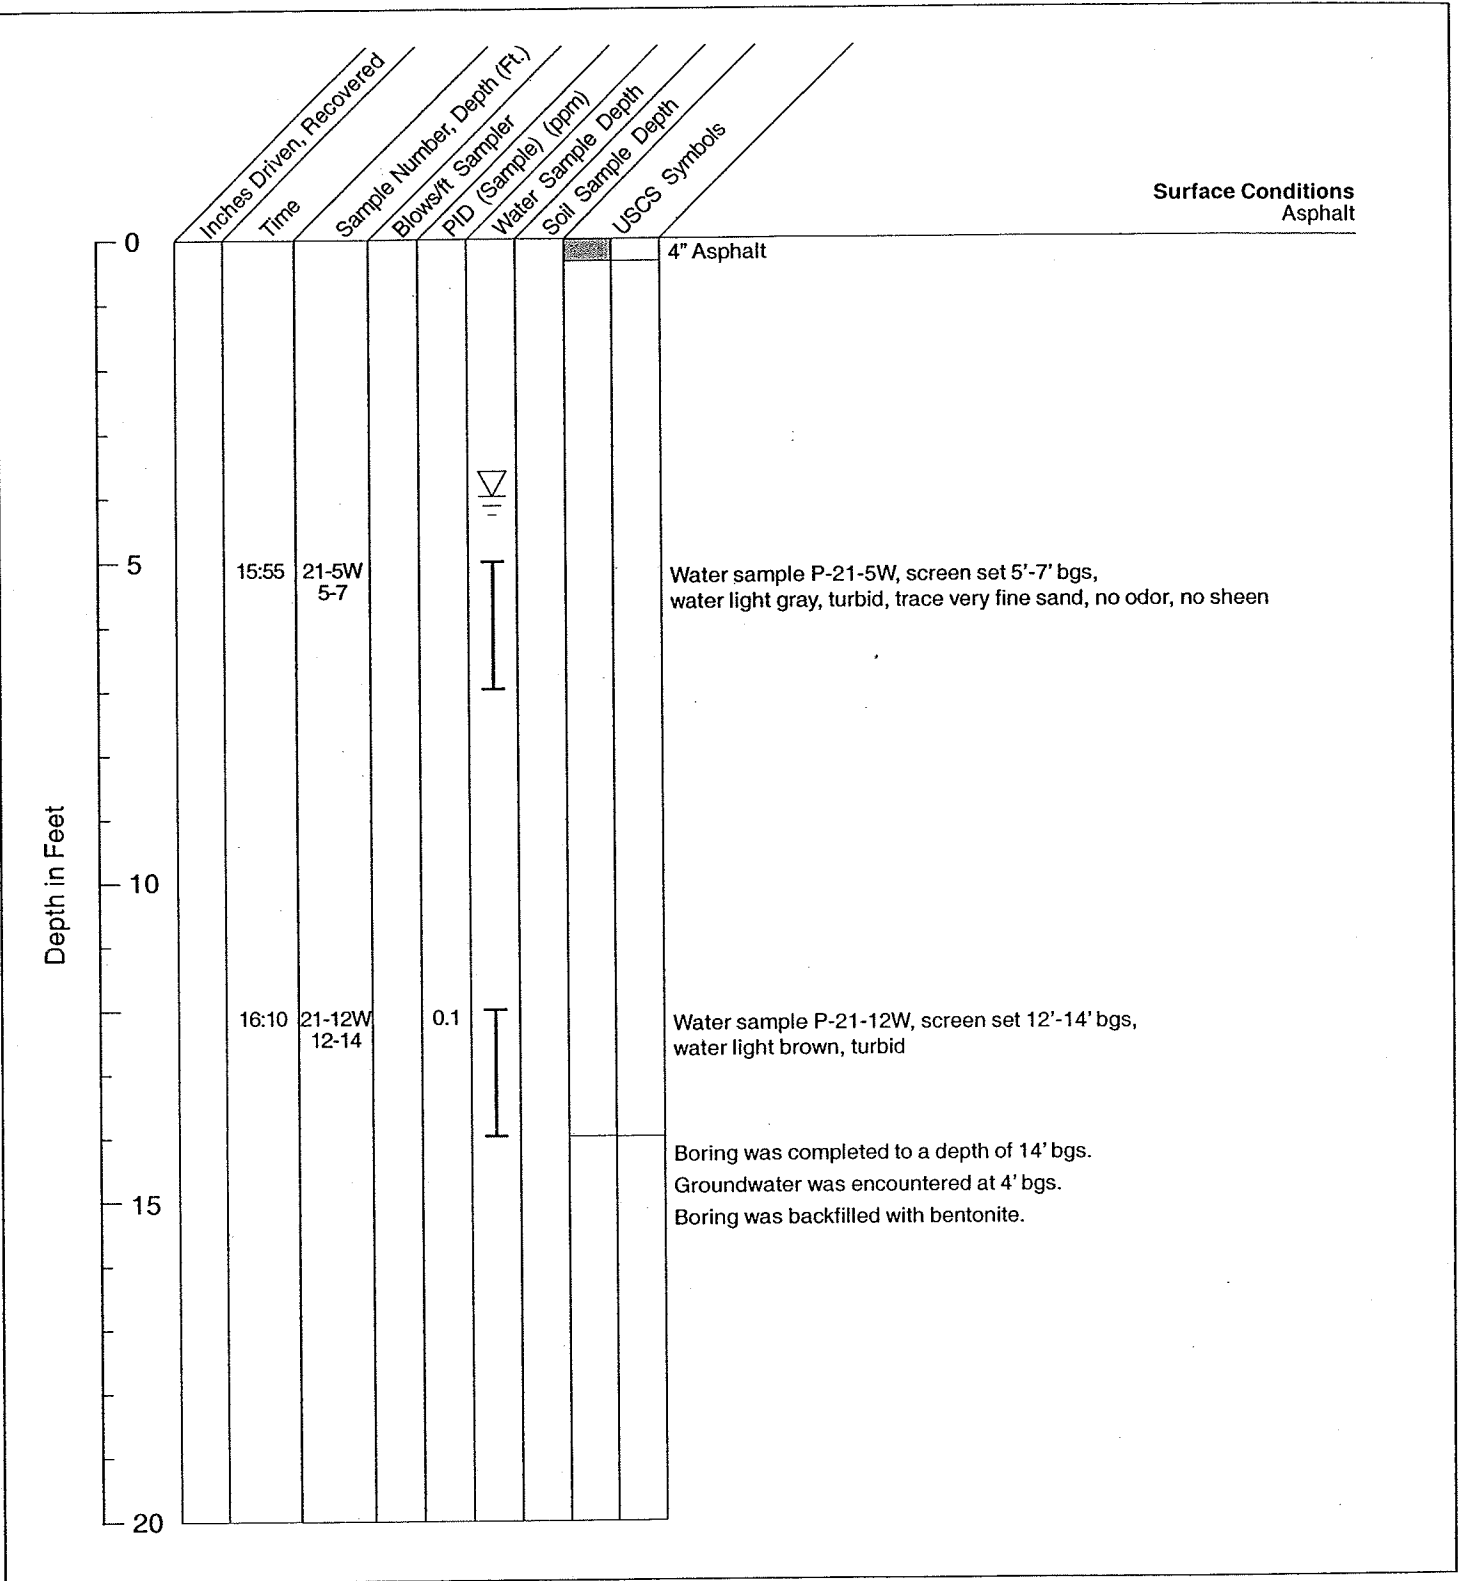 Inches Driven, Recovered
Time
Sample Number, Depth (Ft.)
Blows/ft Sampler
PID (Sample) (ppm)
Water Sample Depth
Soil Sample Depth
USCS Symbols
Surface Conditions
Asphalt
0
4” Asphalt
5
15:55
21-5W
5-7
Water sample P-21-5W, screen set 5’-7’ bgs,
water light gray, turbid, trace very fine sand, no odor, no sheen
Depth in Feet
10
16:10
21-12W
12-14
0.1
Water sample P-21-12W, screen set 12’-14’ bgs,
water light brown, turbid
Boring was completed to a depth of 14’ bgs.
Groundwater was encountered at 4’ bgs.
15
Boring was backfilled with bentonite.
20